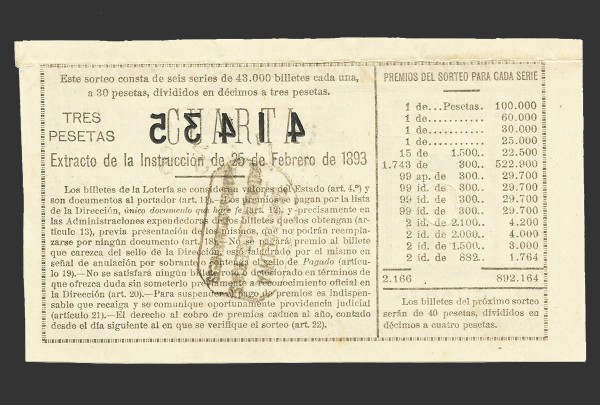 Este sorteo consta de seis series de 43.000 billetes cada una,
a 30 pesetas, divididos en décimos a tres pesetas.
TRES
PESETAS
CUARTA
41435
Extracto de la Instrucción de 25 de Febrero de 1893
Los billetes de la Lotería se consideran valores del Estado (art. 4.º) y
son documentos al portador (art. 11).—Los premios se pagan por la lista
de la Dirección, único documento que hace fe (art. 12), y precisamente en
las Administraciones expendedoras de los billetes que los obtengan (ar-
tículo 13), previa presentación de los mismos, que no podrán reempla-
zarse por ningún documento (art. 18).—No se pagará premio al billete
que carezca del sello de la Dirección, esté taladrado por el mismo en
señal de anulación por sobrante o contenga el sello de Pagado (artícu-
lo 19).—No se satisfará ningún billete roto o deteriorado en términos de
que ofrezca duda sin someterlo previamente a reconocimiento oficial en
la Dirección (art. 20).—Para suspender el pago de premios es indispen-
sable que recaiga y se comunique oportunamente providencia judicial
(artículo 21).—El derecho al cobro de premios caduca al año, contado
desde el día siguiente al en que se verifique el sorteo (art. 22).
PREMIOS DEL SORTEO PARA CADA SERIE
1 de... Pesetas. 100.000
1 de.......... 60.000
1 de.......... 30.000
1 de.......... 25.000
15 de 1.500.. 22.500
1.743 de 300.. 522.900
99 ap. de 300.. 29.700
99 id. de 300.. 29.700
99 id. de 300.. 29.700
99 id. de 300.. 29.700
2 id. de 2.100.. 4.200
2 id. de 2.000.. 4.000
2 id. de 1.500.. 3.000
2 id. de 882.. 1.764
2.166 . 892.164
Los billetes del próximo sorteo
serán de 40 pesetas, divididos en
décimos a cuatro pesetas.